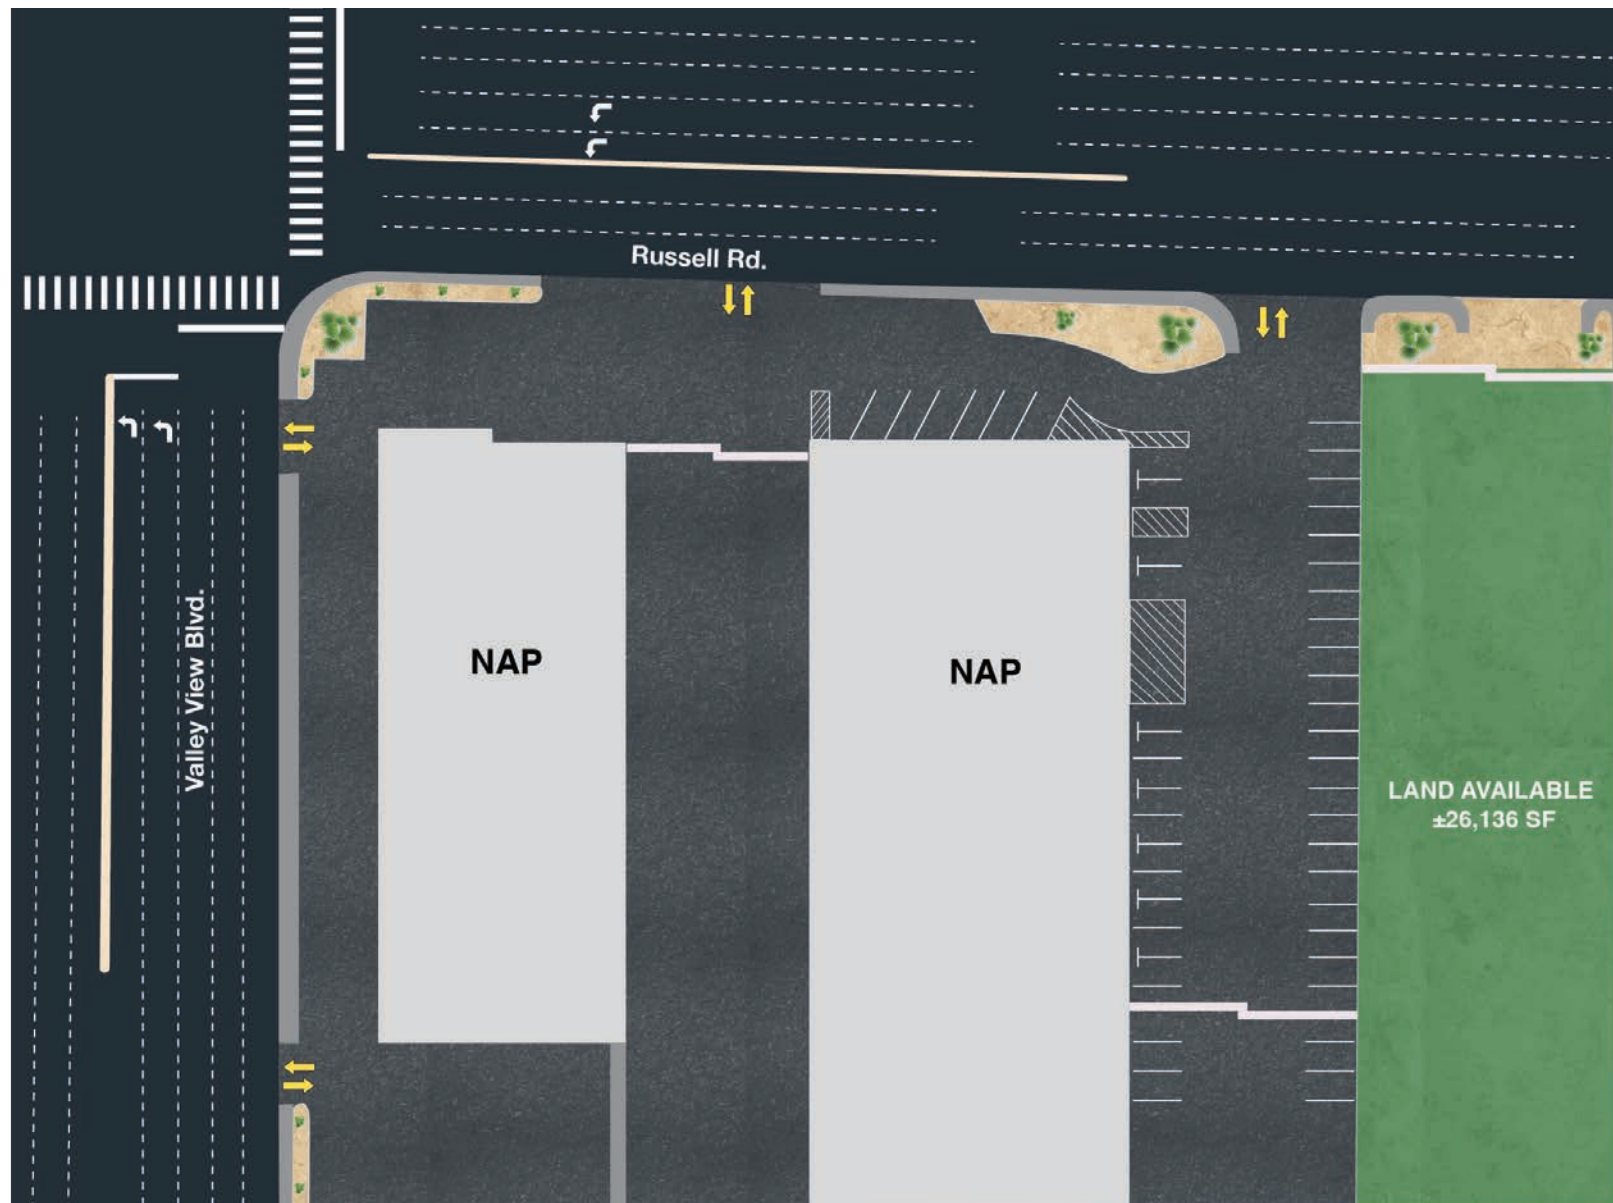 Russell Rd.
Valley View Blvd.
NAP
NAP
LAND AVAILABLE
±26,136 SF